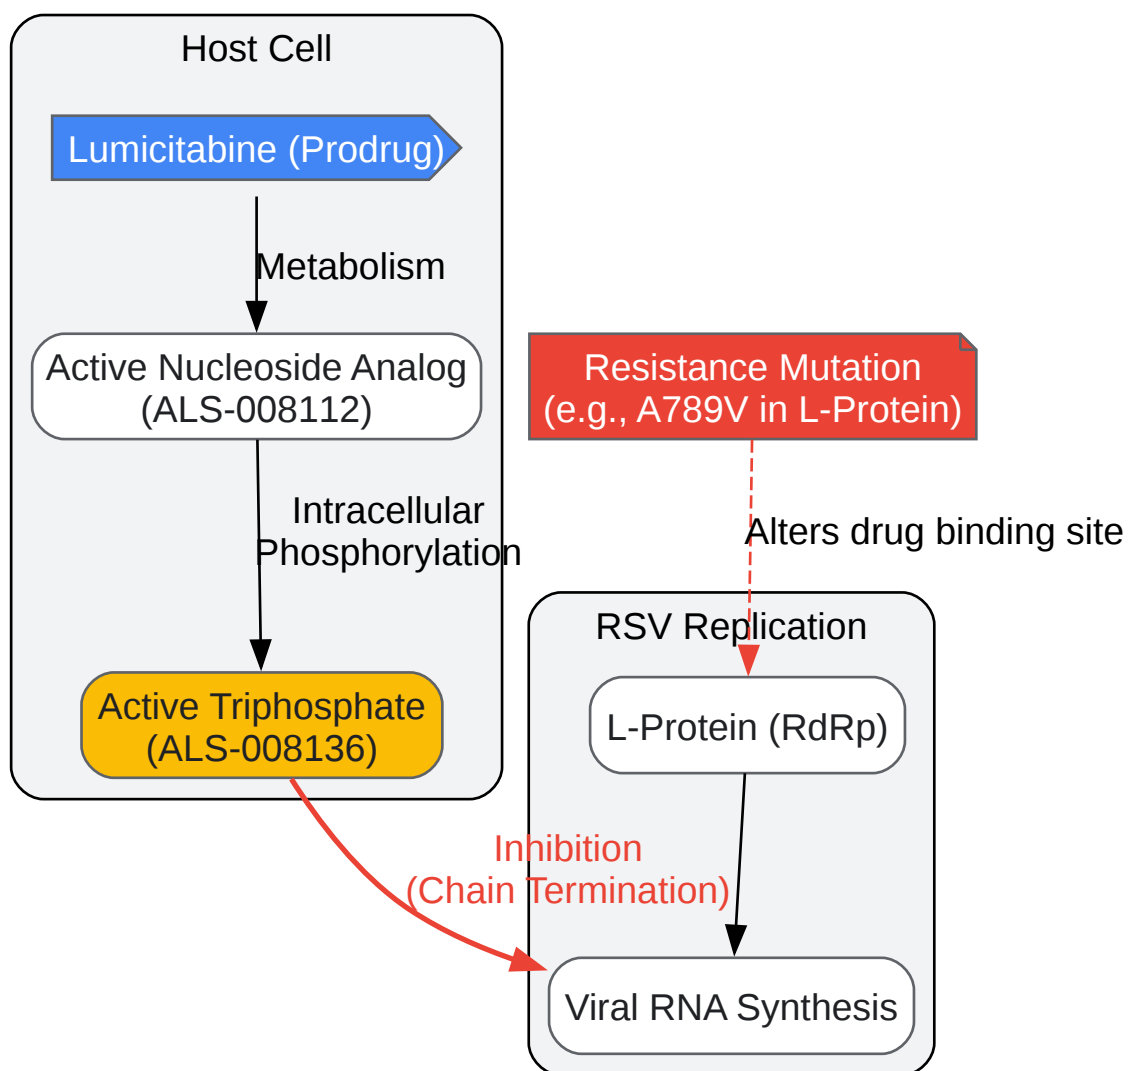 Host Cell
Lumicitabine (Prodrug)
Metabolism
Active Nucleoside Analog
(ALS-008112)
Resistance Mutation
(e.g., A789V in L-Protein)
Intracellular
Phosphorylation
Alters drug binding site
RSV Replication
Active Triphosphate
(ALS-008136)
L-Protein (RdRp)
Inhibition
(Chain Termination)
Viral RNA Synthesis